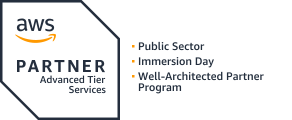 aws
PARTNER
Advanced Tier
Services
• Public Sector
• Immersion Day
• Well-Architected Partner
Program